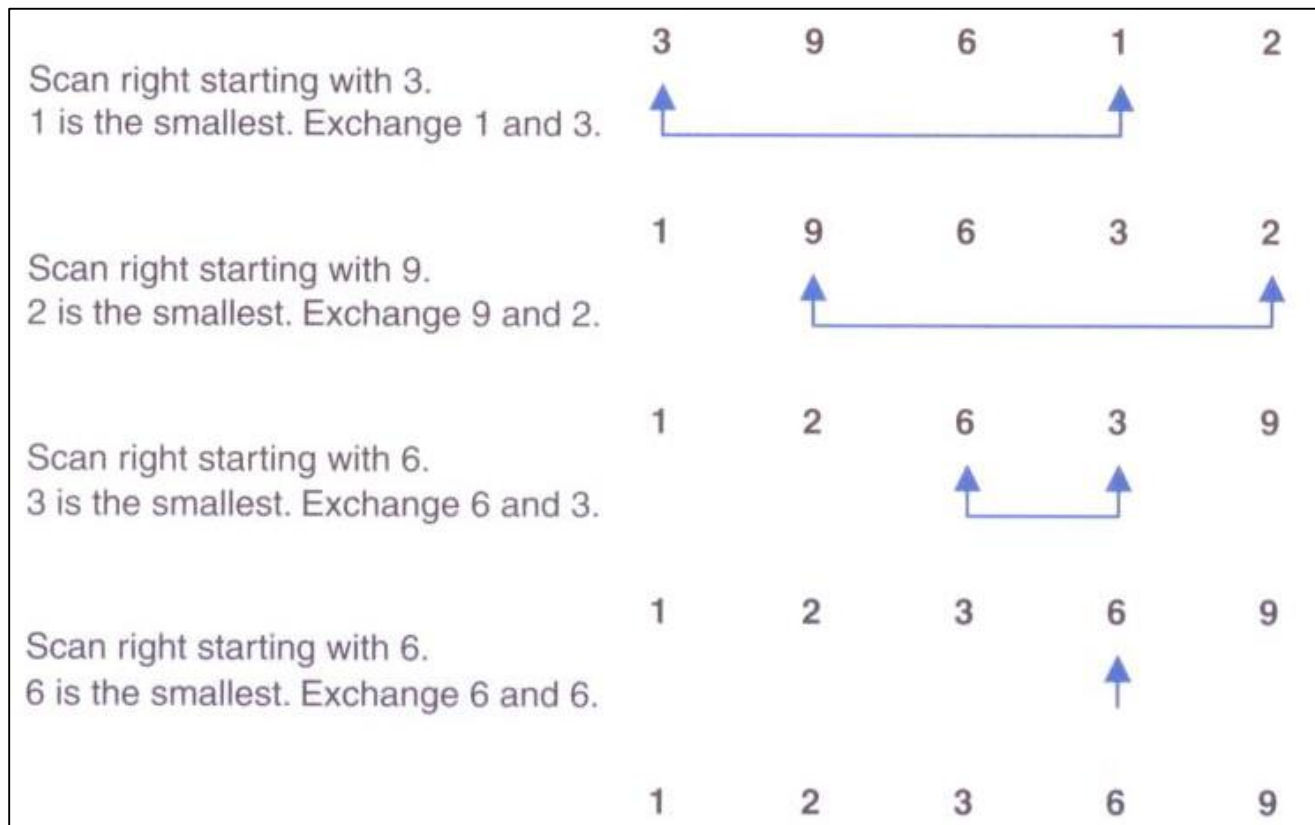 3 9 6 1 2
Scan right starting with 3.
1 is the smallest. Exchange 1 and 3.
1 9 6 3 2
Scan right starting with 9.
2 is the smallest. Exchange 9 and 2.
1 2 6 3 9
Scan right starting with 6.
3 is the smallest. Exchange 6 and 3.
1 2 3 6 9
Scan right starting with 6.
6 is the smallest. Exchange 6 and 6.
1 2 3 6 9